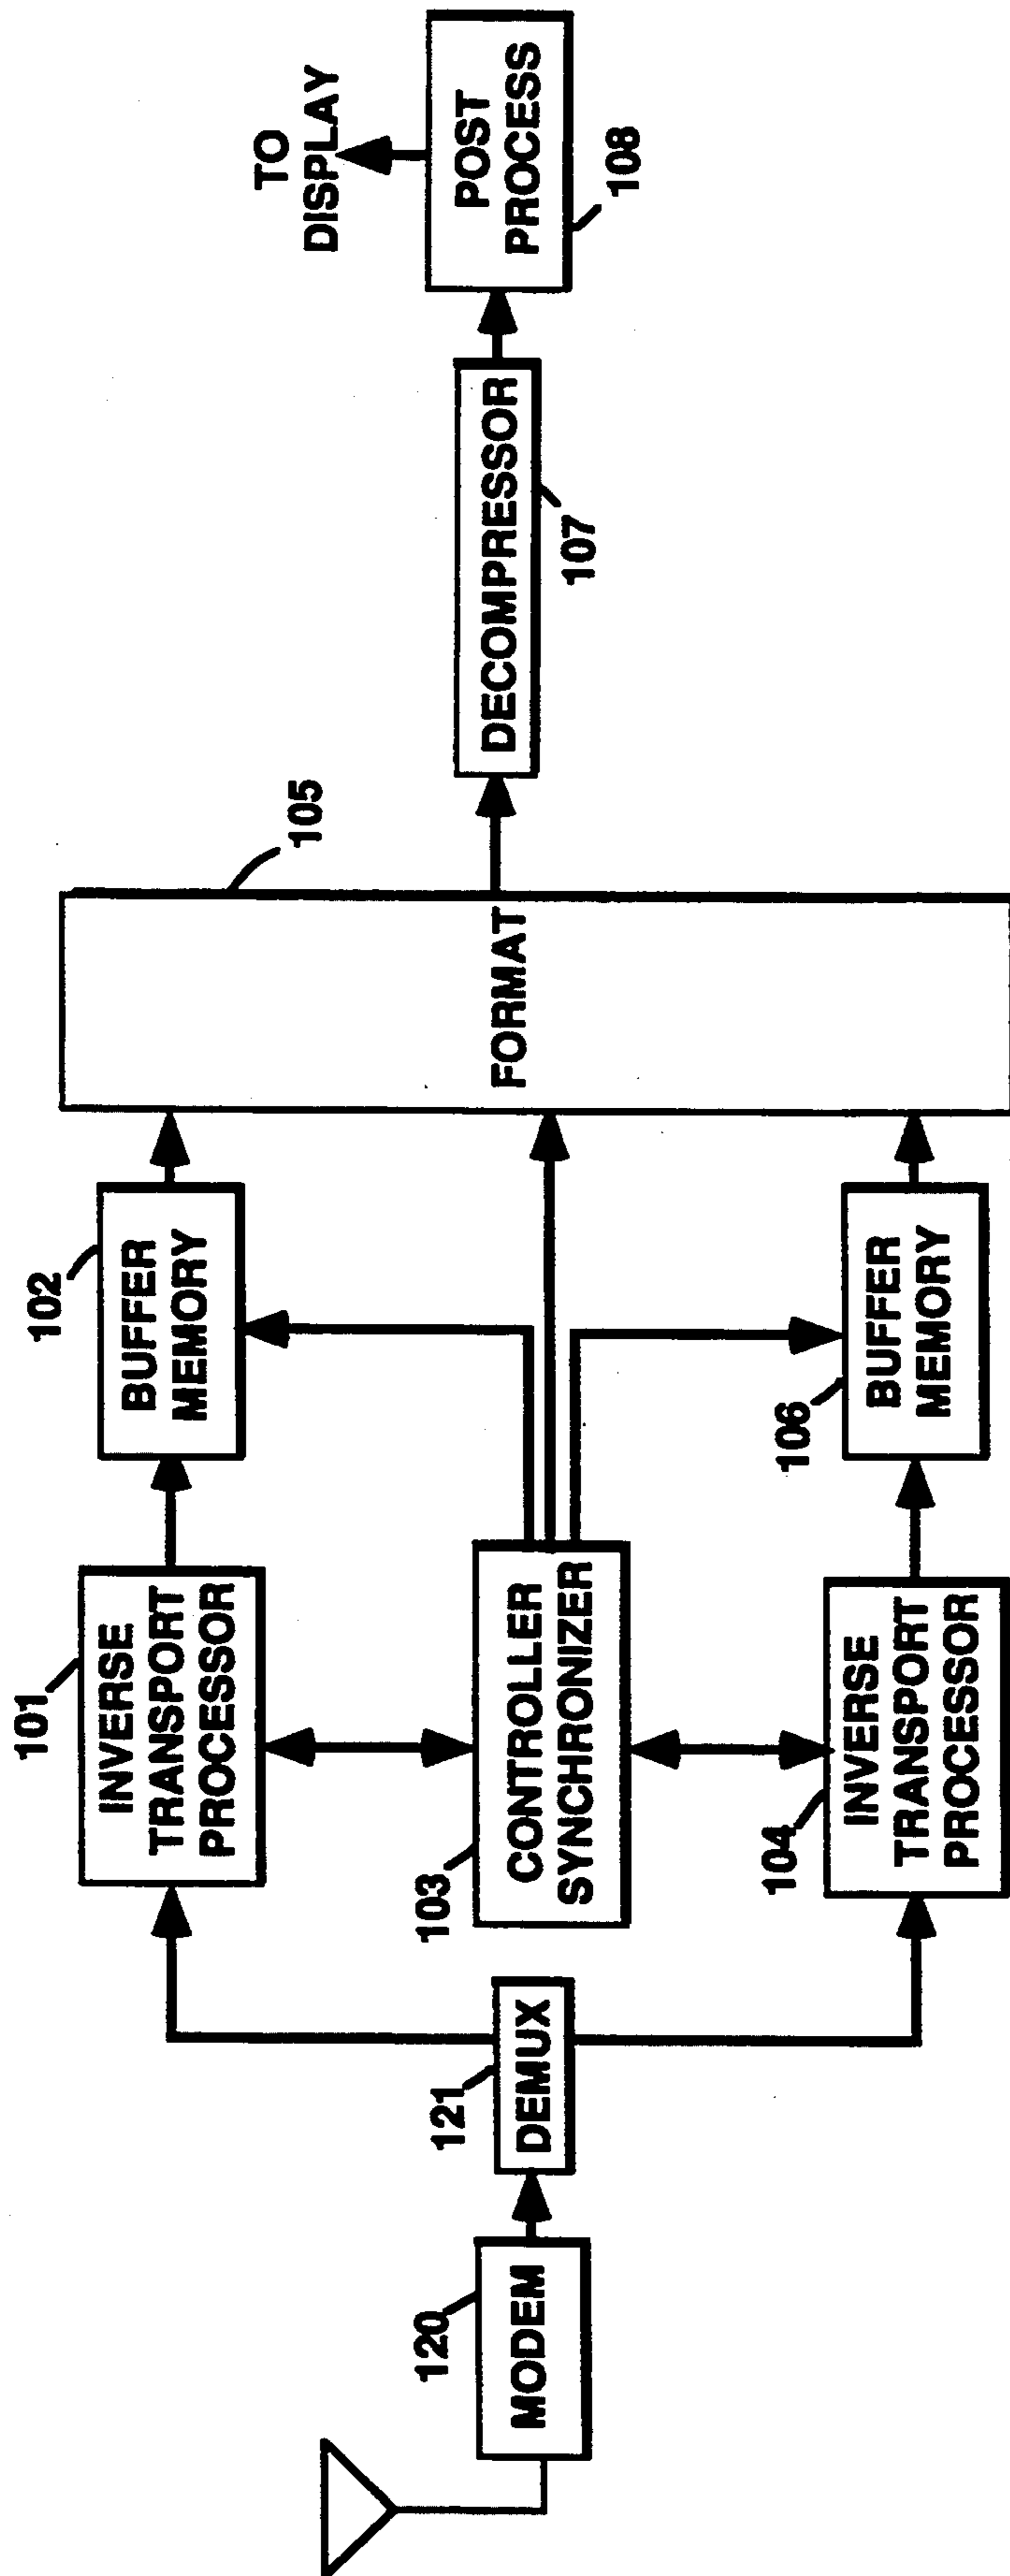 120
MODEM
121
DEMUX
101
INVERSE
TRANSPORT
PROCESSOR
103
CONTROLLER
SYNCHRONIZER
104
INVERSE
TRANSPORT
PROCESSOR
102
BUFFER
MEMORY
106
BUFFER
MEMORY
105
FORMAT
DECOMPRESSOR
107
TO
DISPLAY
POST
PROCESS
108